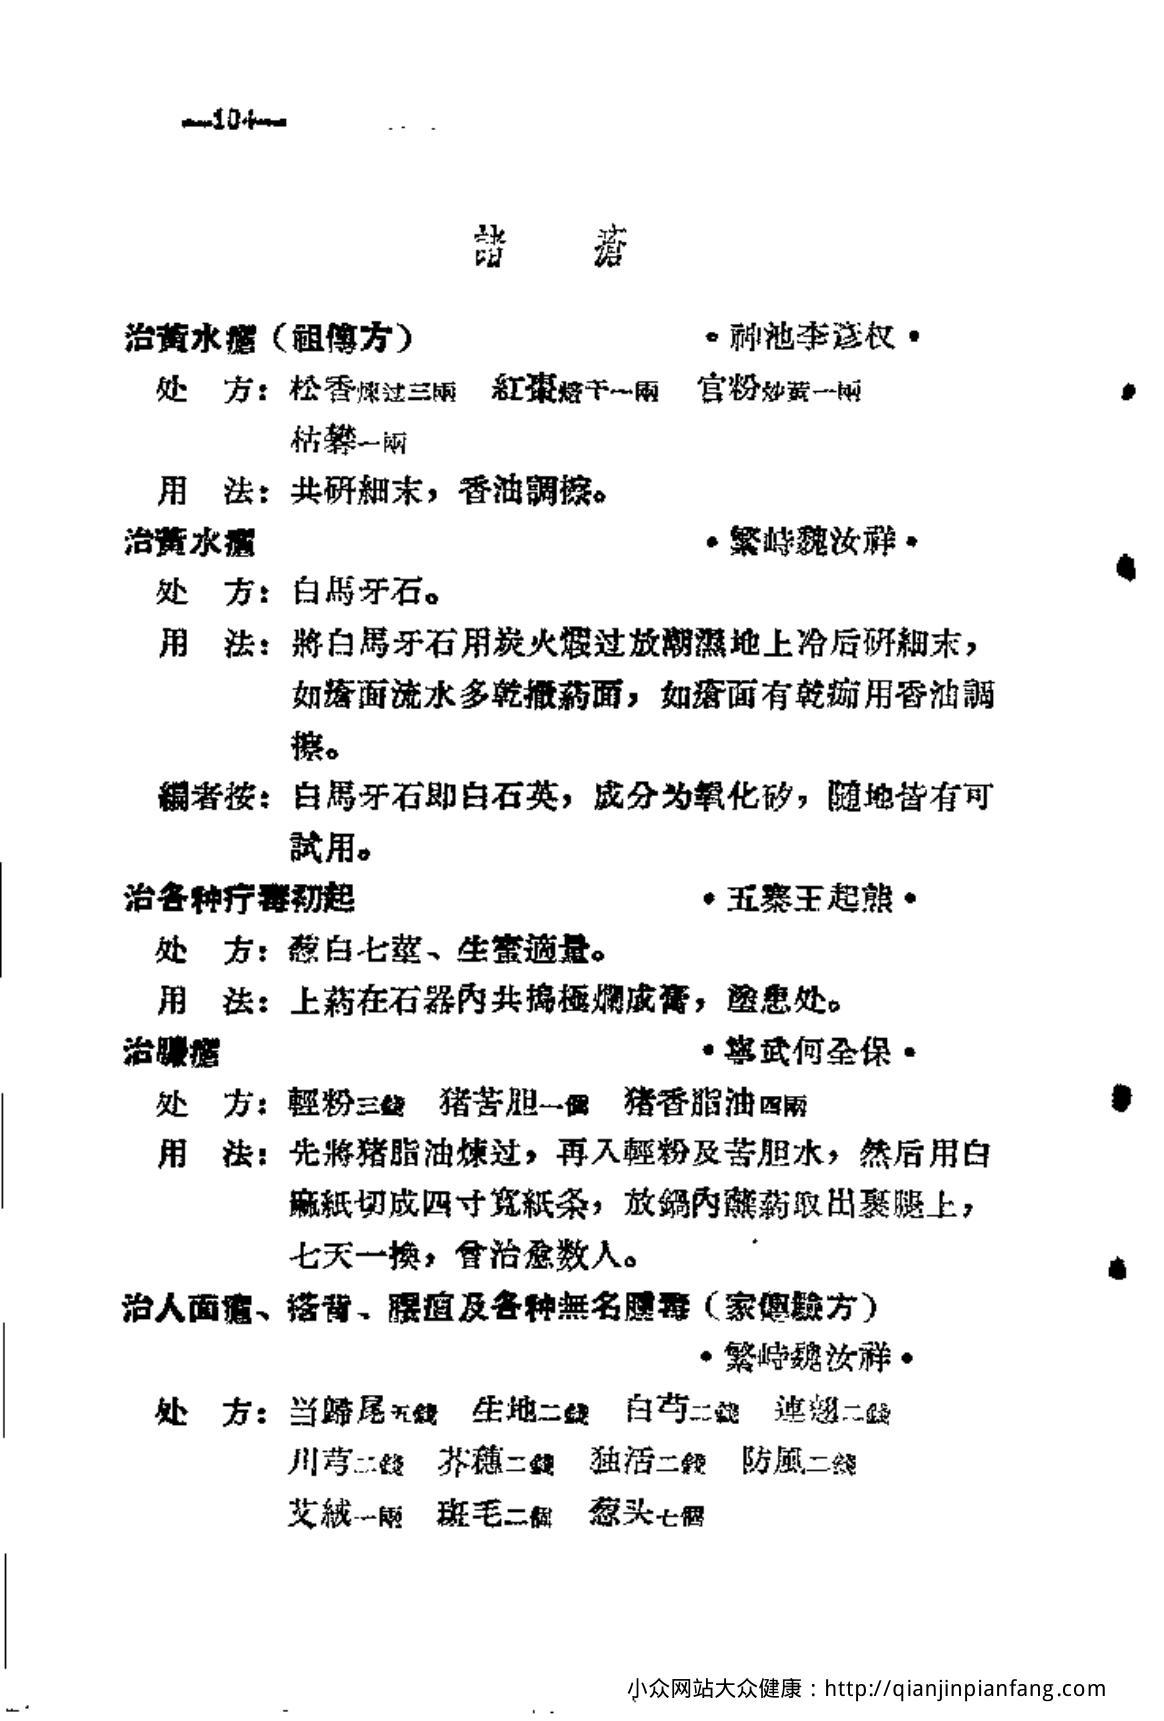 —104—
諸 瘡
治黃水瘡（祖傳方） •神池李彦权•
处 方：松香煉过三兩 紅棗焙干一兩 官粉炒黃一兩
枯礬一兩
用 法：共研細末，香油調擦。
治黃水瘡 •繁峙魏汝祥•
处 方：白馬牙石。
用 法：將白馬牙石用炭火煆过放潮濕地上冷后研細末，
如瘡面流水多乾撒葯面，如瘡面有乾痂用香油調
擦。
編者按：白馬牙石即白石英，成分为氧化矽，隨地皆有可
試用。
治各种疔毒初起 •五寨王起熊•
处 方：葱白七莖、生蜜適量。
用 法：上葯在石器內共搗極爛成膏，塗患处。
治臁瘡 •寧武何全保•
处 方：輕粉三錢 猪苦胆一個 猪香脂油四兩
用 法：先將猪脂油煉过，再入輕粉及苦胆水，然后用白
麻紙切成四寸寬紙条，放鍋內蘸葯取出裹腿上，
七天一換，曾治愈数人。
治人面瘡、搭背、腰疽及各种無名腫毒（家傳驗方）
•繁峙魏汝祥•
处 方：当歸尾五錢 生地二錢 白芍二錢 連翹二錢
川芎二錢 芥穗二錢 独活二錢 防風二錢
艾絨一兩 斑毛二個 葱头七個
小众网站大众健康：http://qianjinpianfang.com